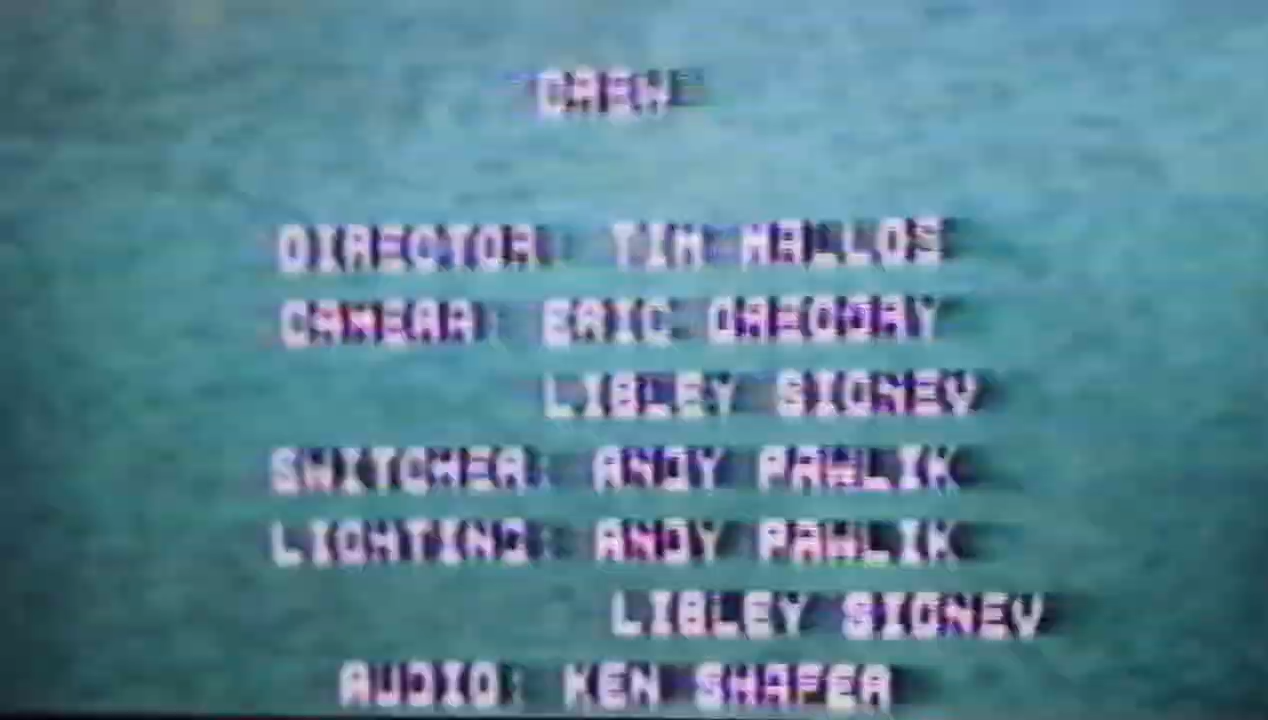 CREW
DIRECTOR: TIM MALLOS
CAMERA: ERIC GREGORY
LIBLEY SIGNEV
SWITCHER: ANDY PAWLIK
LIGHTING: ANDY PAWLIK
LIBLEY SIGNEV
AUDIO: KEN SHAFER